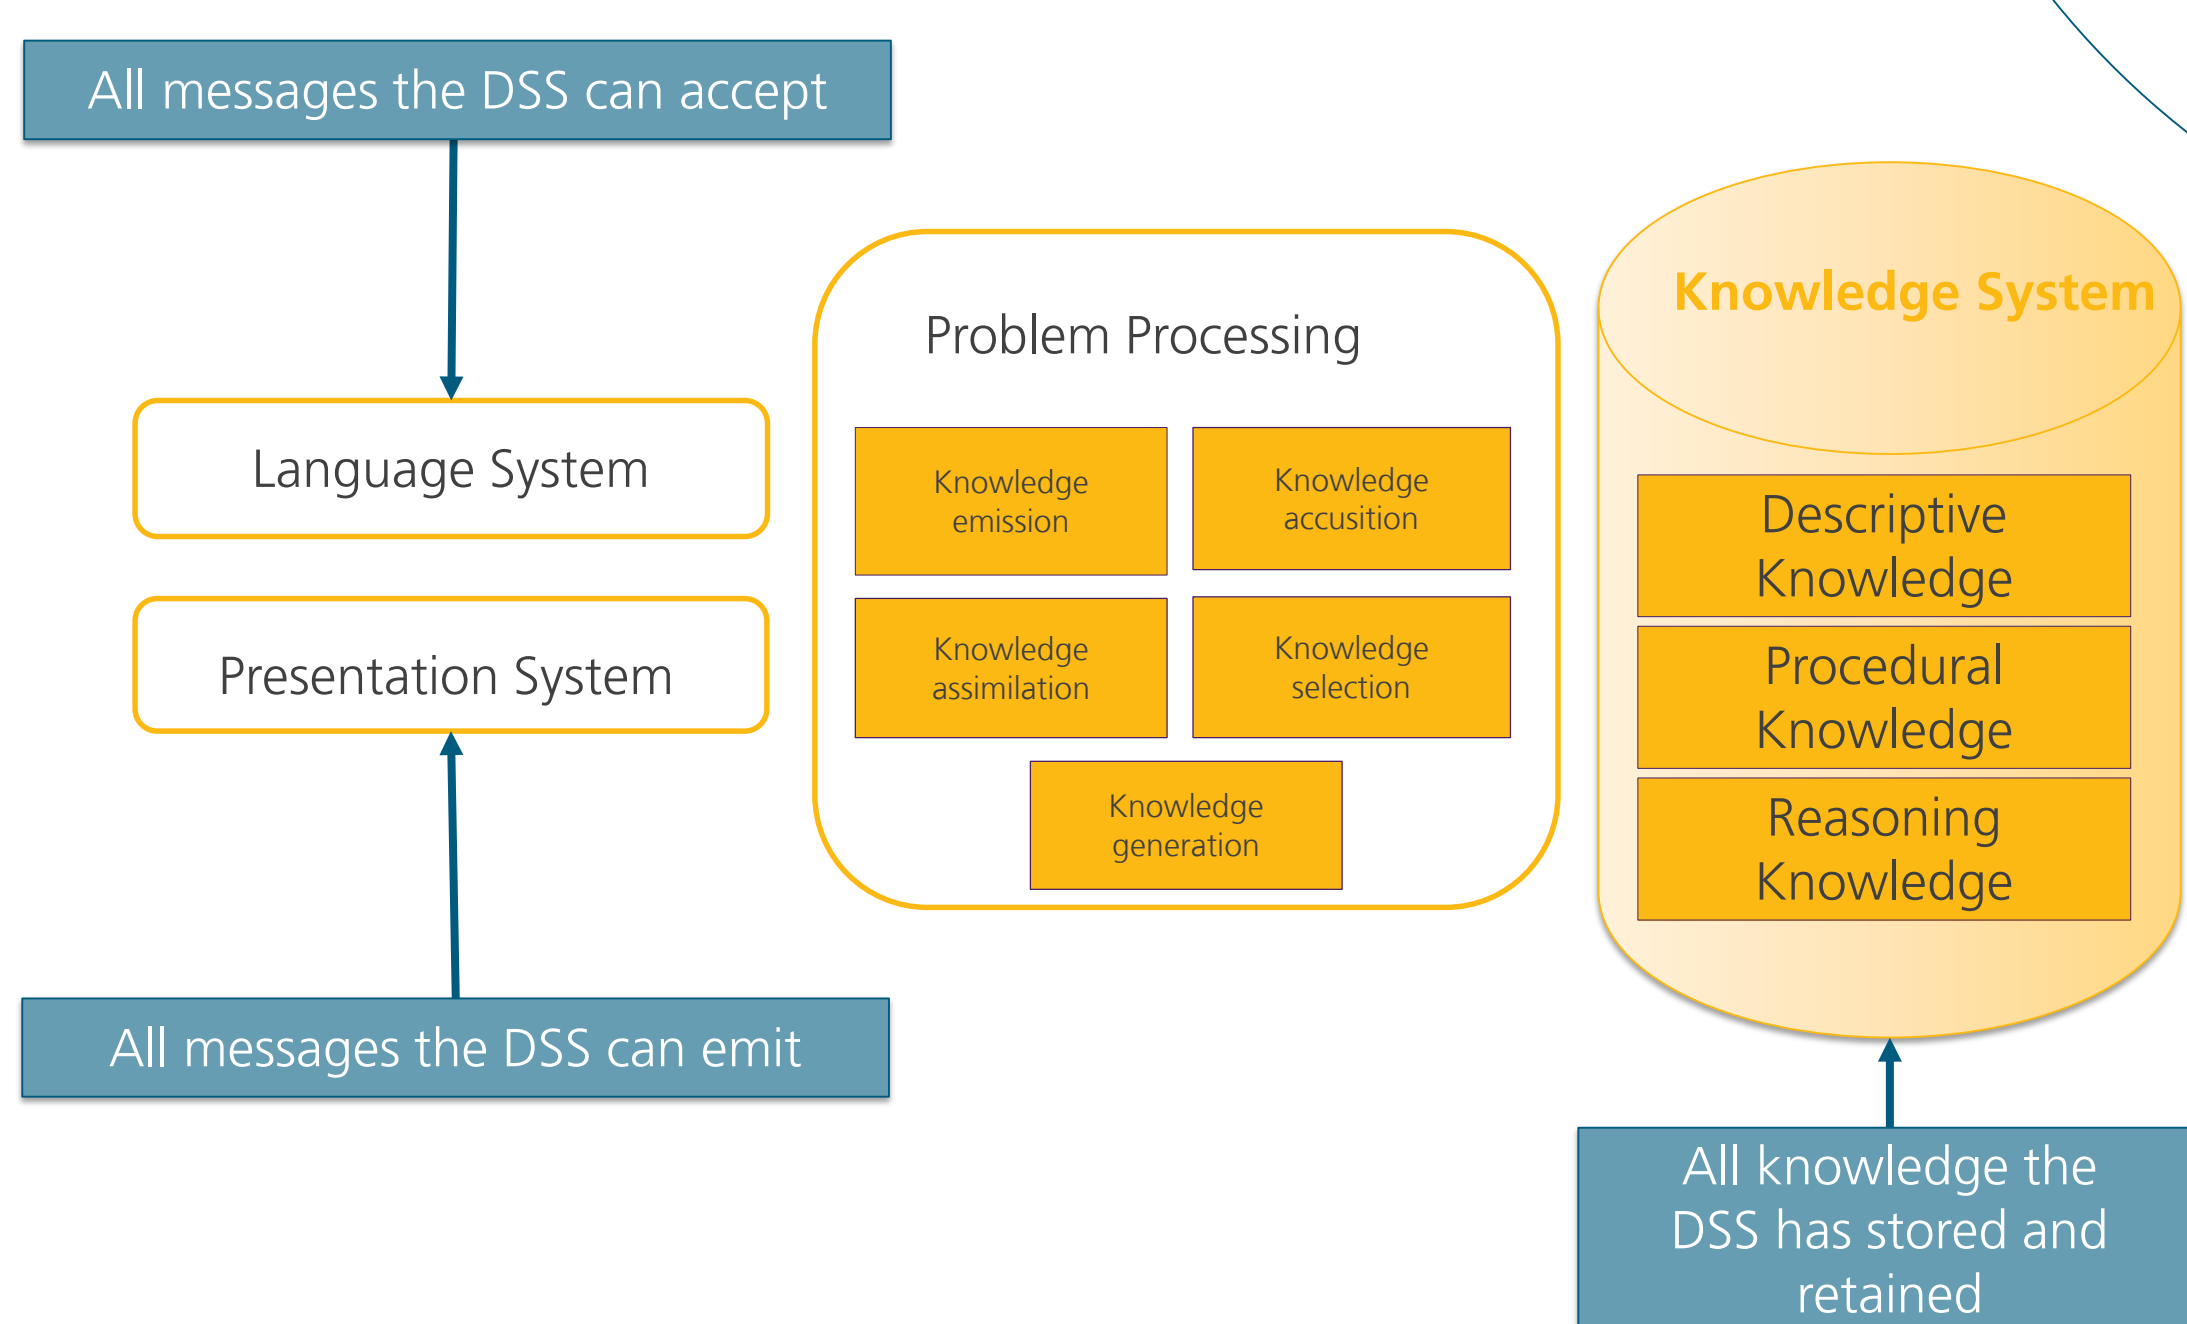 All messages the DSS can accept
Language System
Presentation System
All messages the DSS can emit
Problem Processing
Knowledge
emission
Knowledge
accusition
Knowledge
assimilation
Knowledge
selection
Knowledge
generation
Knowledge System
Descriptive
Knowledge
Procedural
Knowledge
Reasoning
Knowledge
All knowledge the
DSS has stored and
retained